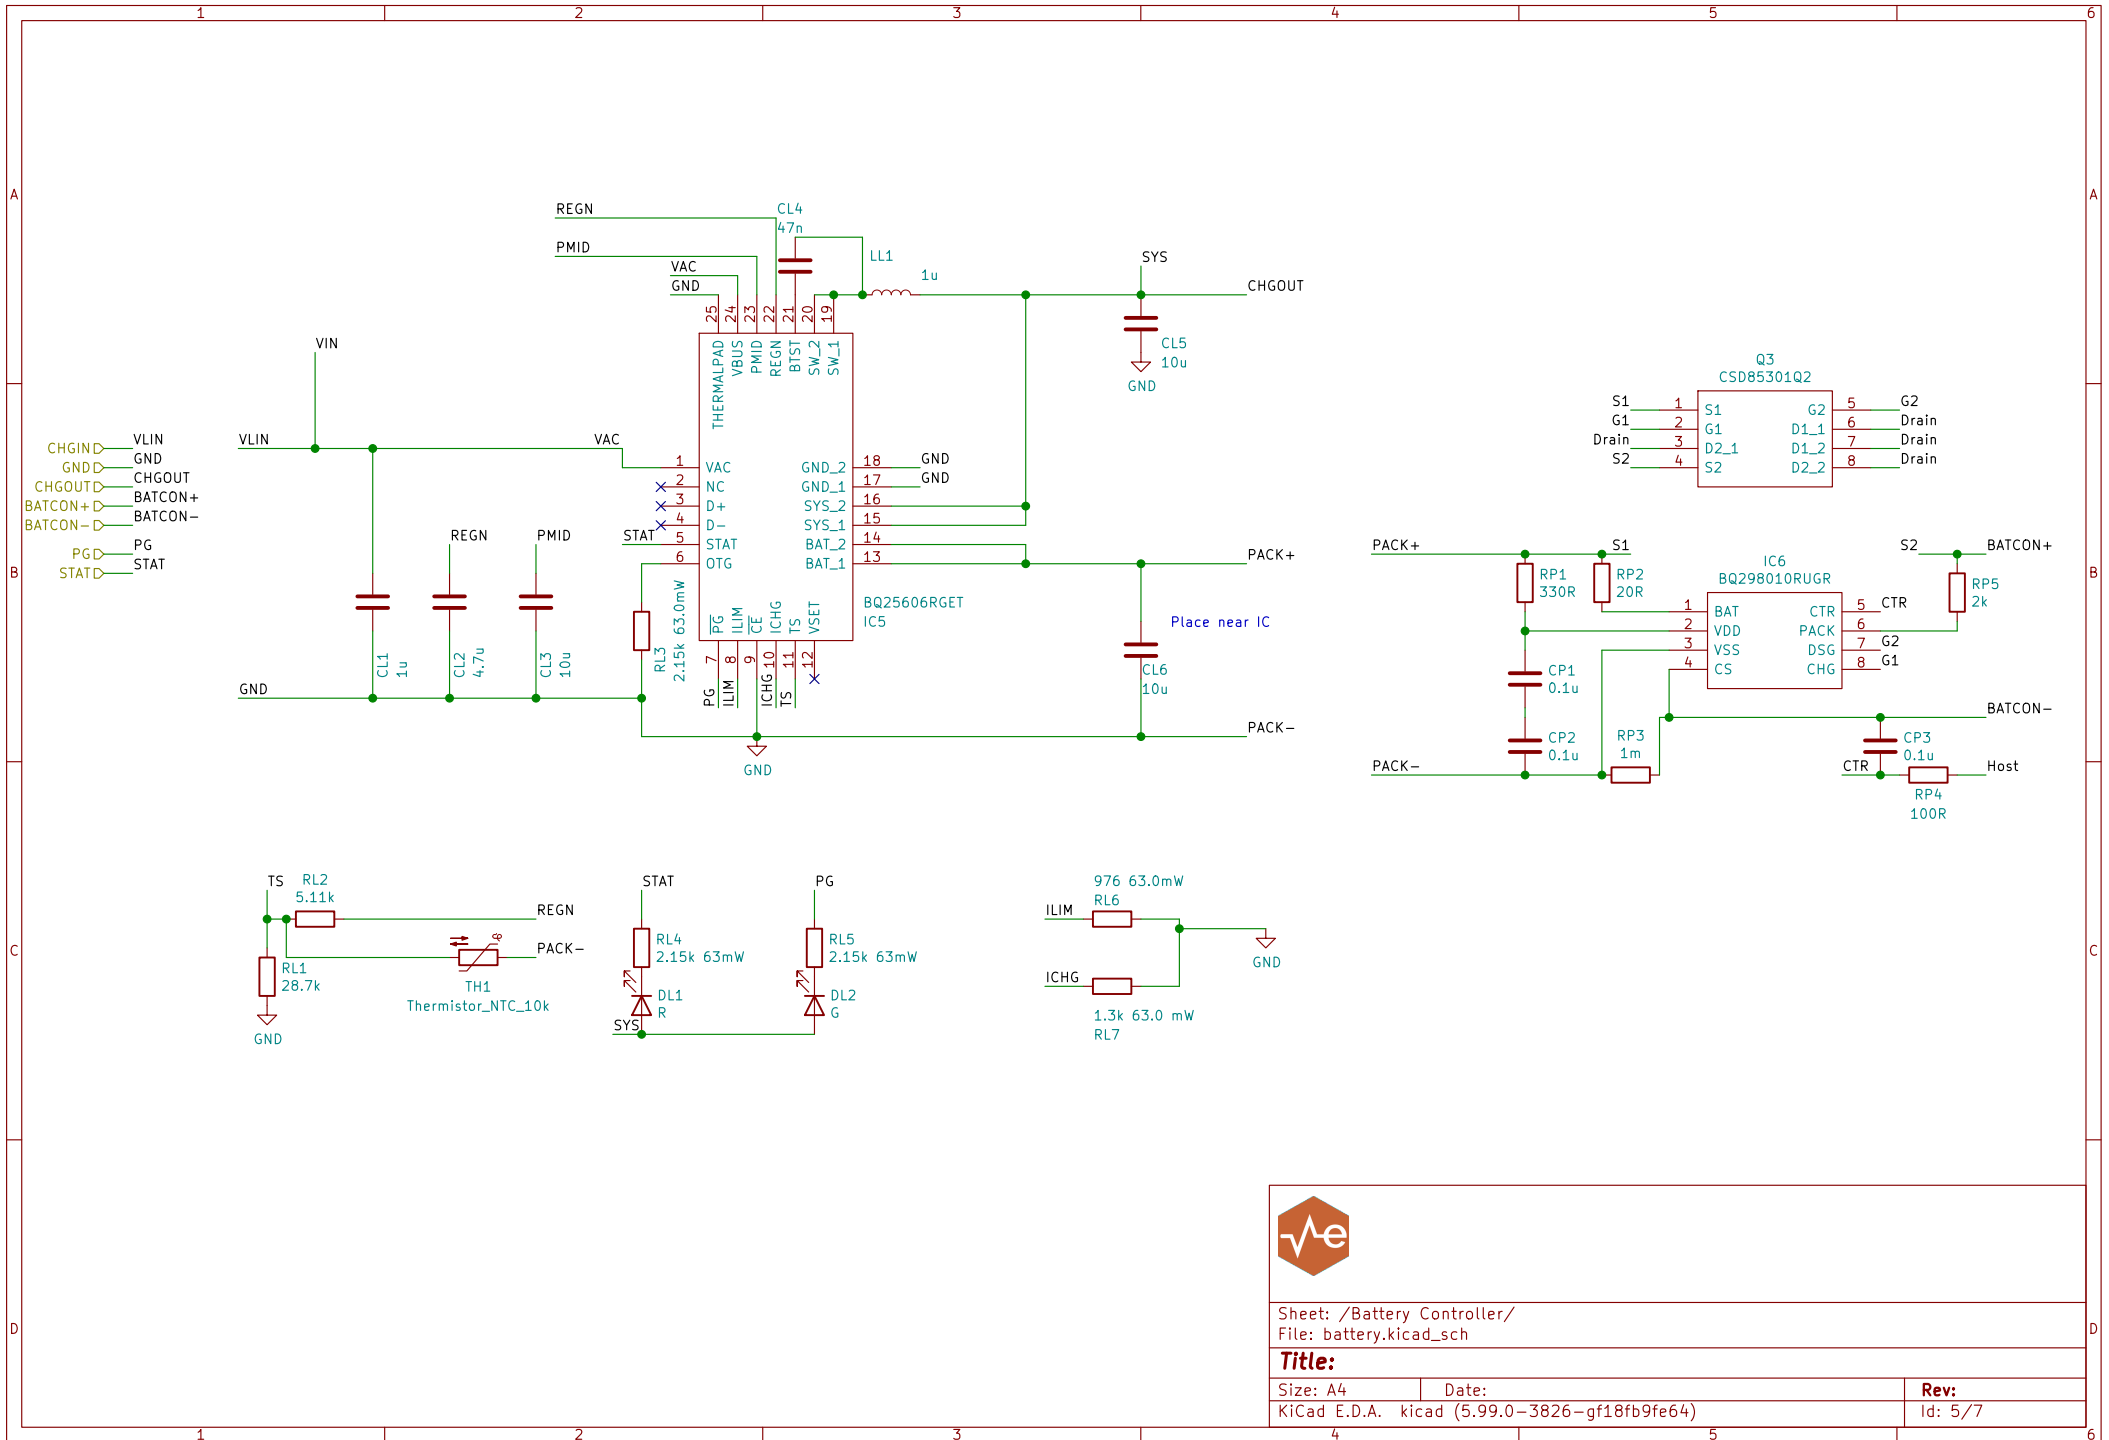 1 2 3 4 5 6
A A
B B
C C
D D
REGN
PMID
VAC
GND
CL4
47n
LL1
1u
SYS
CHGOUT
CL5
10u
GND
VIN
VLIN
VAC
CHGIN VLIN
GND GND
CHGOUT CHGOUT
BATCON+ BATCON+
BATCON- BATCON-
PG PG
STAT STAT
25 24 23 22 21 20 19
THERMALPAD VBUS PMID REGN BTST SW_2 SW_1
1 VAC GND_2 18 GND
2 NC GND_1 17 GND
3 D+ SYS_2 16
4 D- SYS_1 15
STAT 5 STAT BAT_2 14
6 OTG BAT_1 13
PG ILIM CE ICHG TS VSET
7 8 9 10 11 12
PG ILIM ICHG TS
BQ25606RGET
IC5
REGN
PMID
CL1
1u
CL2
4.7u
CL3
10u
RL3
2.15k 63.0mW
GND
GND
PACK+
Place near IC
CL6
10u
PACK-
Q3
CSD85301Q2
S1 1 S1 G2 5 G2
G1 2 G1 D1_1 6 Drain
Drain 3 D2_1 D1_2 7 Drain
S2 4 S2 D2_2 8 Drain
PACK+
S1
S2
BATCON+
RP1
330R
RP2
20R
IC6
BQ298010RUGR
RP5
2k
1 BAT CTR 5 CTR
2 VDD PACK 6
3 VSS DSG 7 G2
4 CS CHG 8 G1
CP1
0.1u
CP2
0.1u
RP3
1m
BATCON-
CP3
0.1u
PACK-
CTR
Host
RP4
100R
TS
RL2
5.11k
REGN
PACK-
RL1
28.7k
TH1
Thermistor_NTC_10k
GND
STAT
RL4
2.15k 63mW
DL1
R
SYS
PG
RL5
2.15k 63mW
DL2
G
976 63.0mW
RL6
ILIM
GND
ICHG
1.3k 63.0 mW
RL7
e
Sheet: /Battery Controller/
File: battery.kicad_sch
Title:
Size: A4 Date: Rev:
KiCad E.D.A. kicad (5.99.0-3826-gf18fb9fe64) Id: 5/7
1 2 3 4 5 6